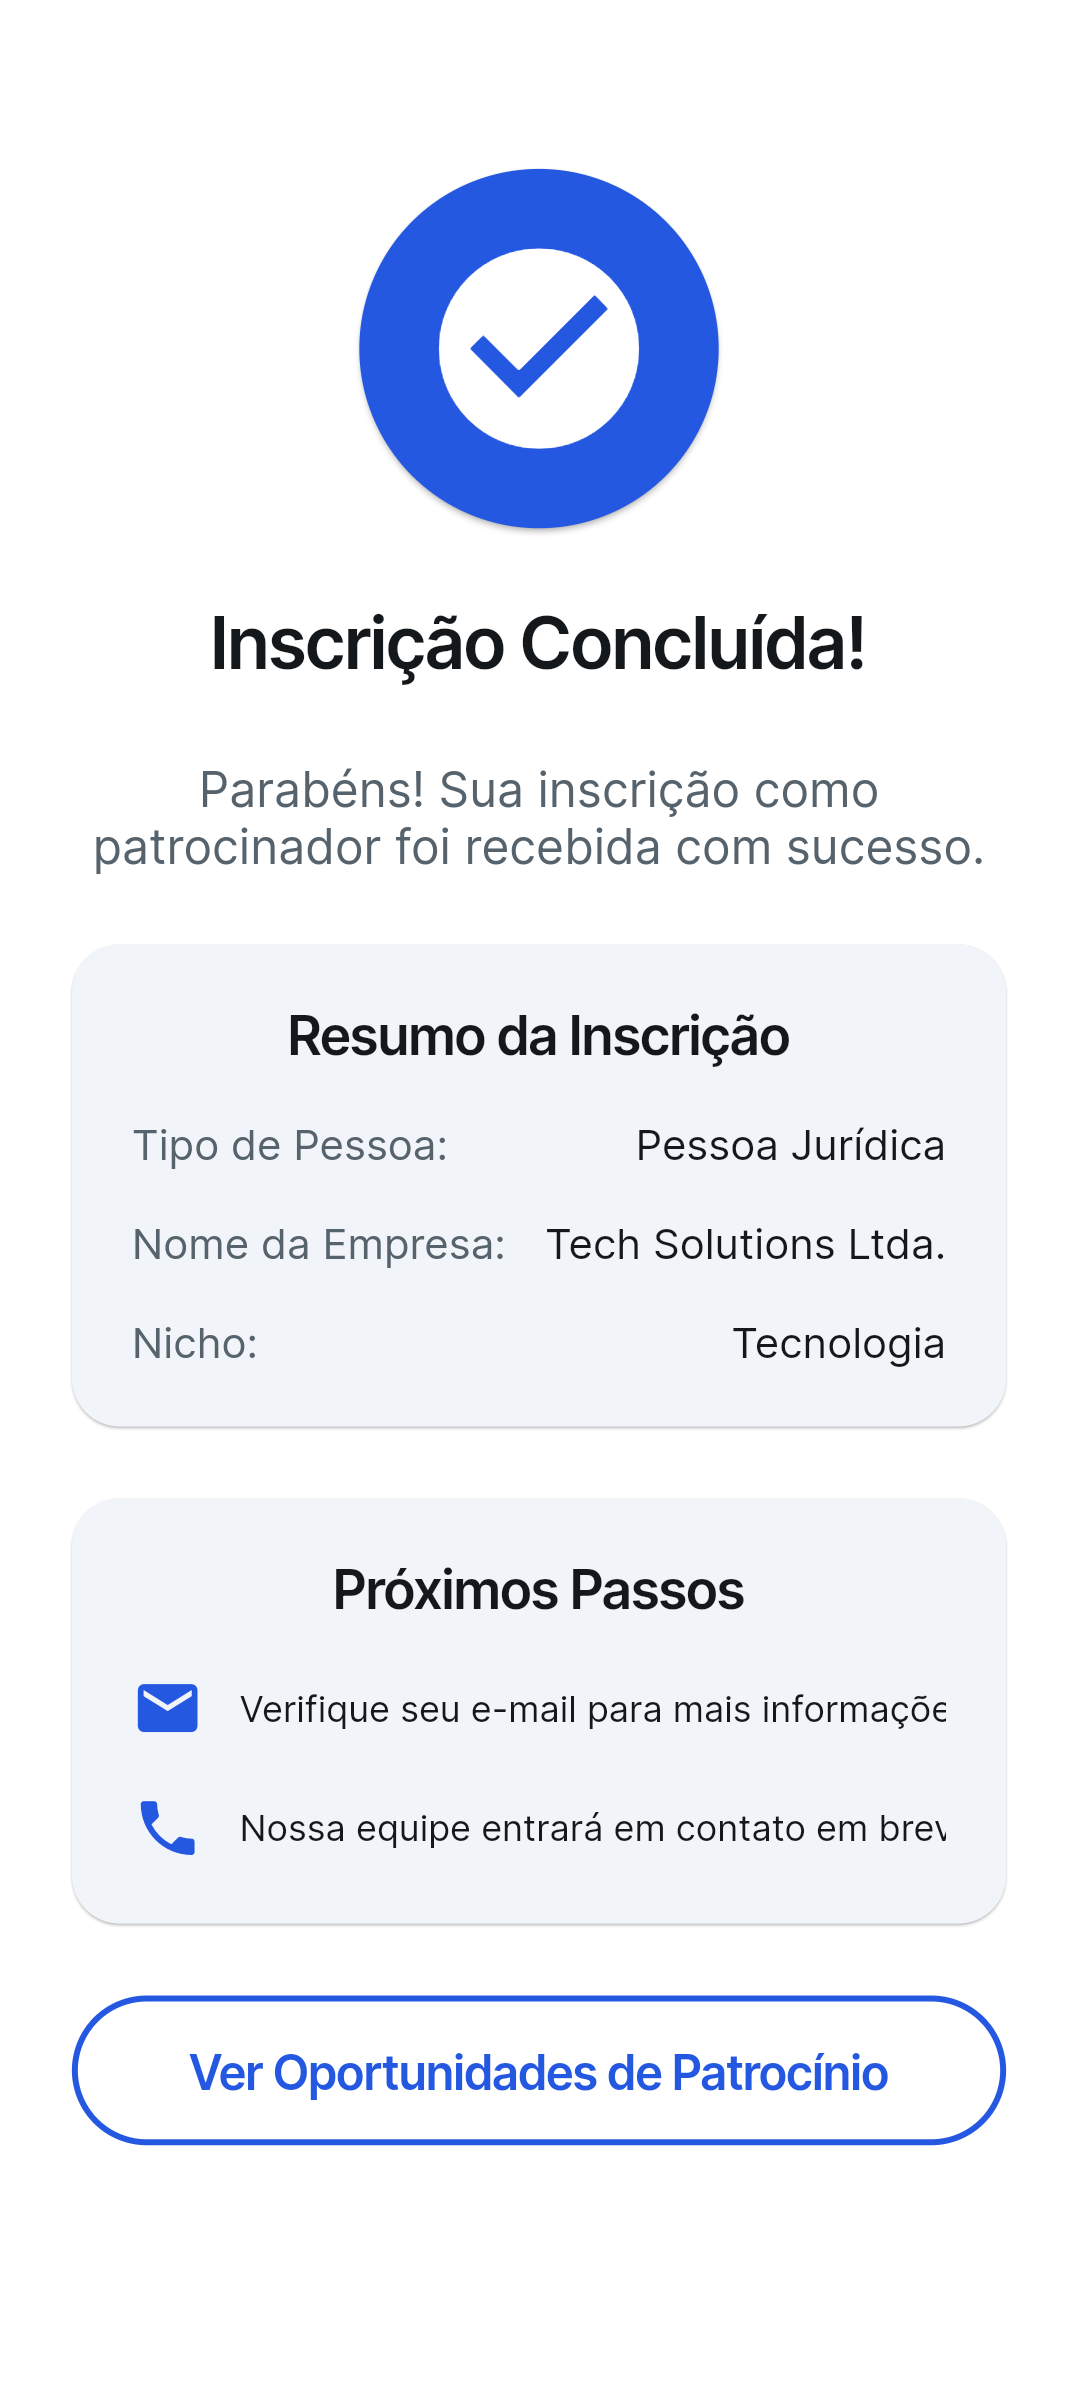 Inscrição Concluída!
Parabéns! Sua inscrição como
patrocinador foi recebida com sucesso.
Resumo da Inscrição
Tipo de Pessoa: Pessoa Jurídica
Nome da Empresa: Tech Solutions Ltda.
Nicho: Tecnologia
Próximos Passos
Verifique seu e-mail para mais informaçõe
Nossa equipe entrará em contato em brev
Ver Oportunidades de Patrocínio